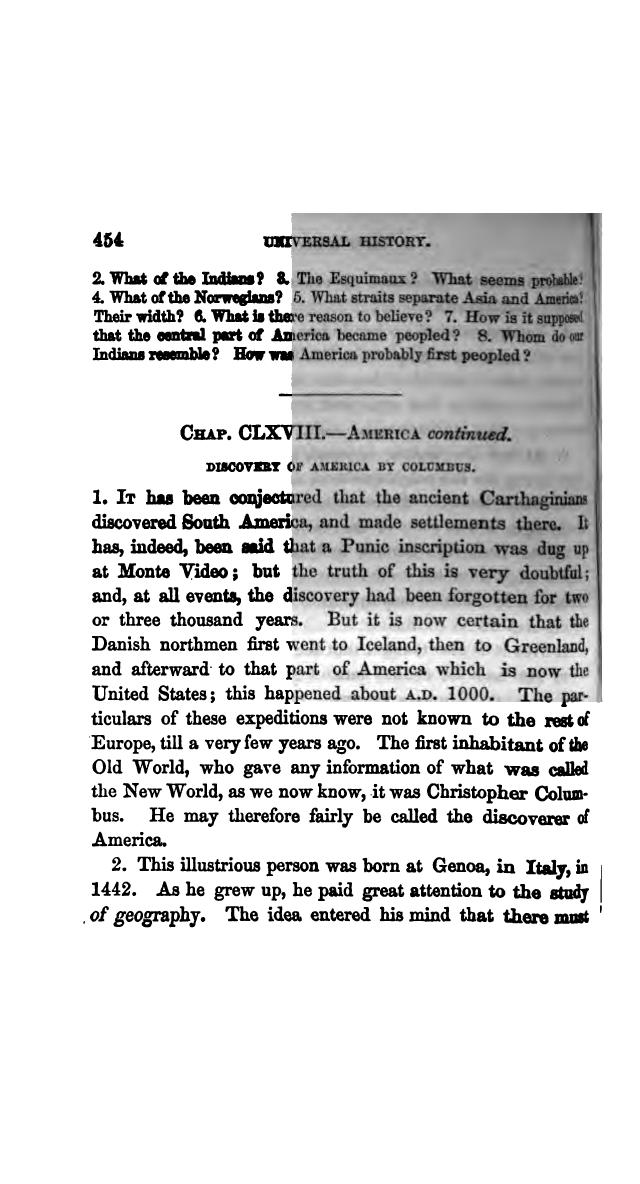 454 UNIVERSAL HISTORY.
2. What of the Indians? 3. The Esquimaux? What seems probable?
4. What of the Norwegians? 5. What straits separate Asia and America?
Their width? 6. What is there reason to believe? 7. How is it supposed
that the central part of America became peopled? 8. Whom do our
Indians resemble? How was America probably first peopled?
CHAP. CLXVIII.—AMERICA continued.
DISCOVERY OF AMERICA BY COLUMBUS.
1. IT has been conjectured that the ancient Carthaginians
discovered South America, and made settlements there. It
has, indeed, been said that a Punic inscription was dug up
at Monte Video; but the truth of this is very doubtful;
and, at all events, the discovery had been forgotten for two
or three thousand years. But it is now certain that the
Danish northmen first went to Iceland, then to Greenland,
and afterward to that part of America which is now the
United States; this happened about A.D. 1000. The par-
ticulars of these expeditions were not known to the rest of
Europe, till a very few years ago. The first inhabitant of the
Old World, who gave any information of what was called
the New World, as we now know, it was Christopher Colum-
bus. He may therefore fairly be called the discoverer of
America.
2. This illustrious person was born at Genoa, in Italy, in
1442. As he grew up, he paid great attention to the study
of geography. The idea entered his mind that there must